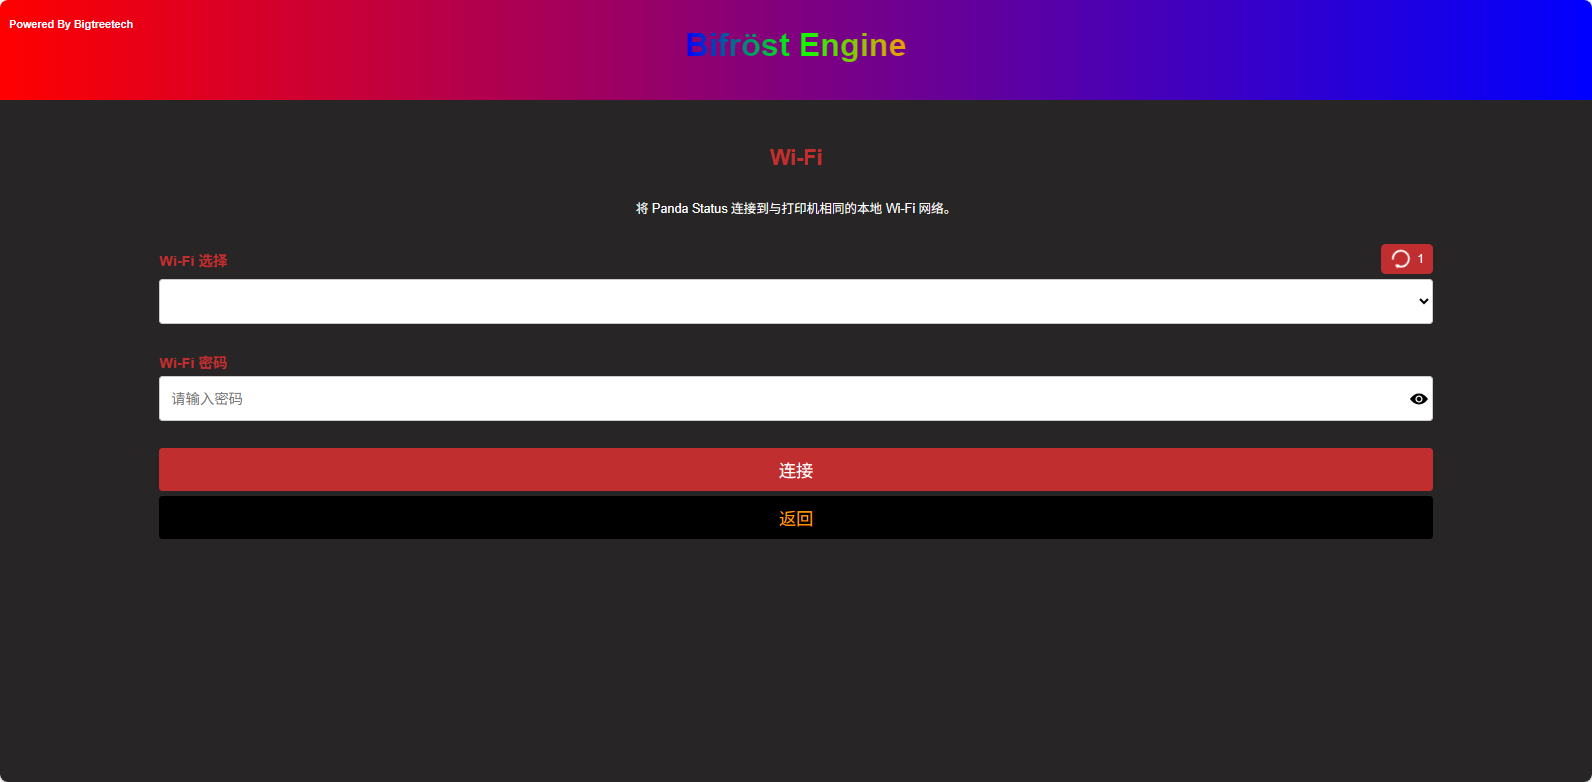 Powered By Bigtreetech
Bifröst Engine
Wi-Fi
将 Panda Status 连接到与打印机相同的本地 Wi-Fi 网络。
Wi-Fi 选择
1
Wi-Fi 密码
请输入密码
连接
返回